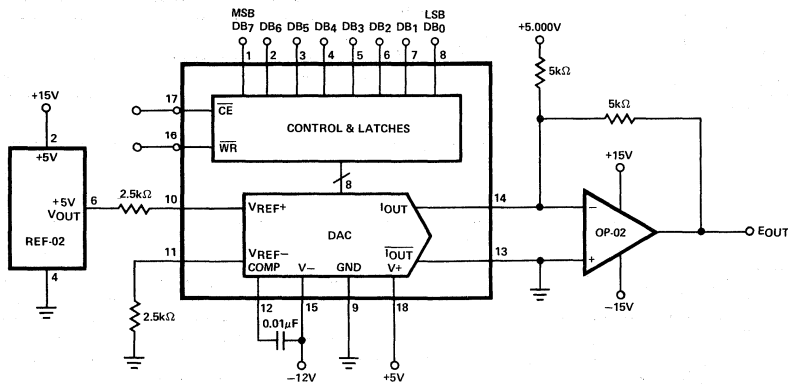 MSB LSB
DB7 DB6 DB5 DB4 DB3 DB2 DB1 DB0
1 2 3 4 5 6 7 8
+5.000V
5kΩ
5kΩ
+15V
17
CE
CONTROL & LATCHES
16
WR
2
+5V
+5V
VOUT
6
2.5kΩ
10
8
REF-02
4
VREF+
IOUT
14
+15V
−
OP-02
EOUT
+
−15V
DAC
11
VREF−
IOUT
13
COMP V− GND V+
12 15 9 18
2.5kΩ
0.01μF
−12V
+5V